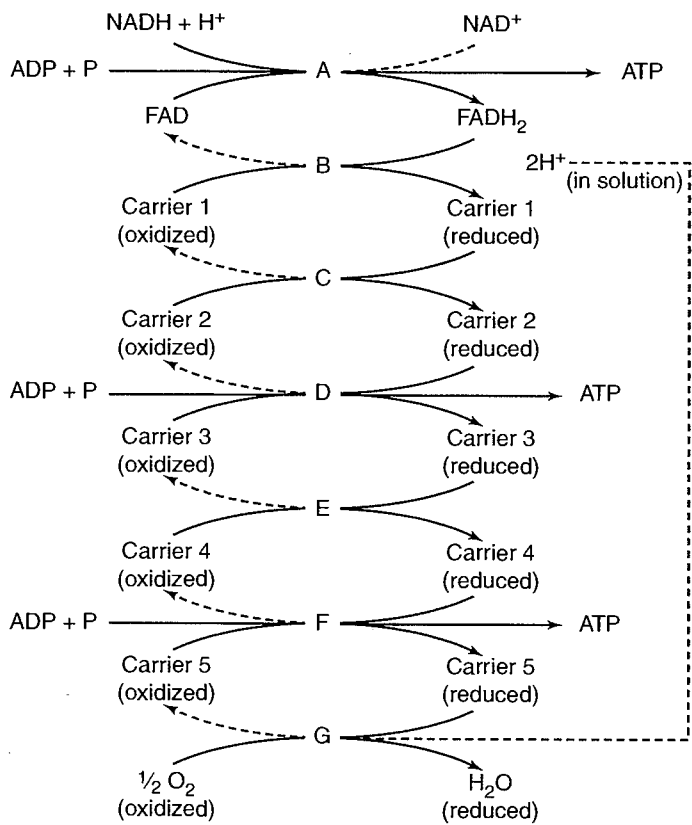 NADH + H⁺
NAD⁺
ADP + P
A
ATP
FAD
FADH₂
B
2H⁺
(in solution)
Carrier 1
(oxidized)
Carrier 1
(reduced)
C
Carrier 2
(oxidized)
Carrier 2
(reduced)
ADP + P
D
ATP
Carrier 3
(oxidized)
Carrier 3
(reduced)
E
Carrier 4
(oxidized)
Carrier 4
(reduced)
ADP + P
F
ATP
Carrier 5
(oxidized)
Carrier 5
(reduced)
G
½ O₂
(oxidized)
H₂O
(reduced)